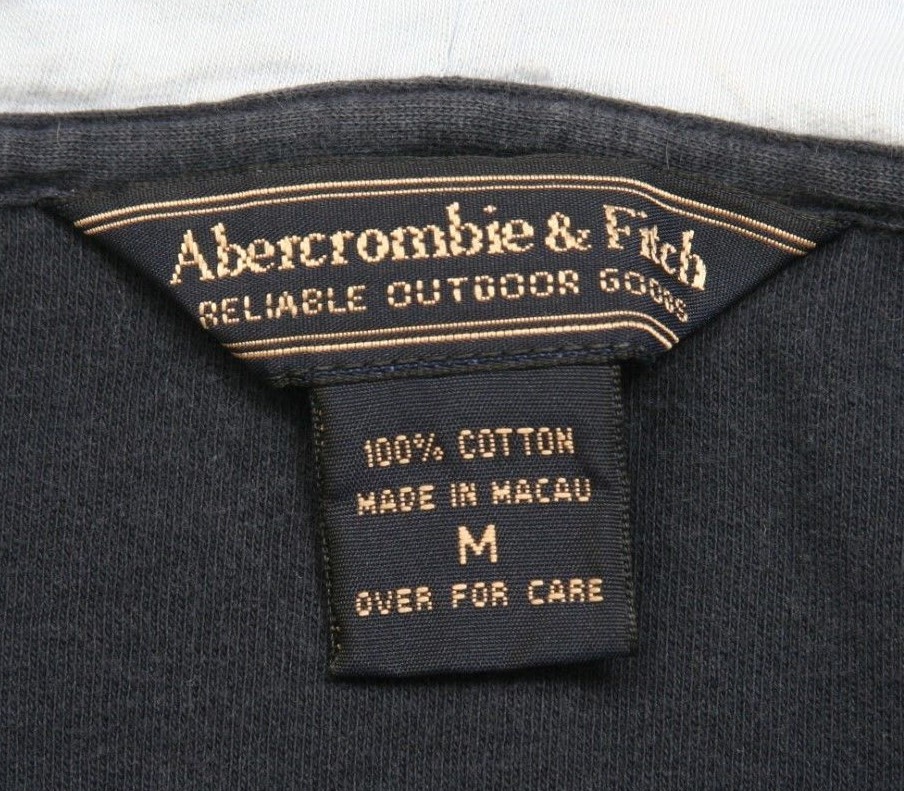 Abercrombie & Fitch
RELIABLE OUTDOOR GOODS
100% COTTON
MADE IN MACAU
M
OVER FOR CARE